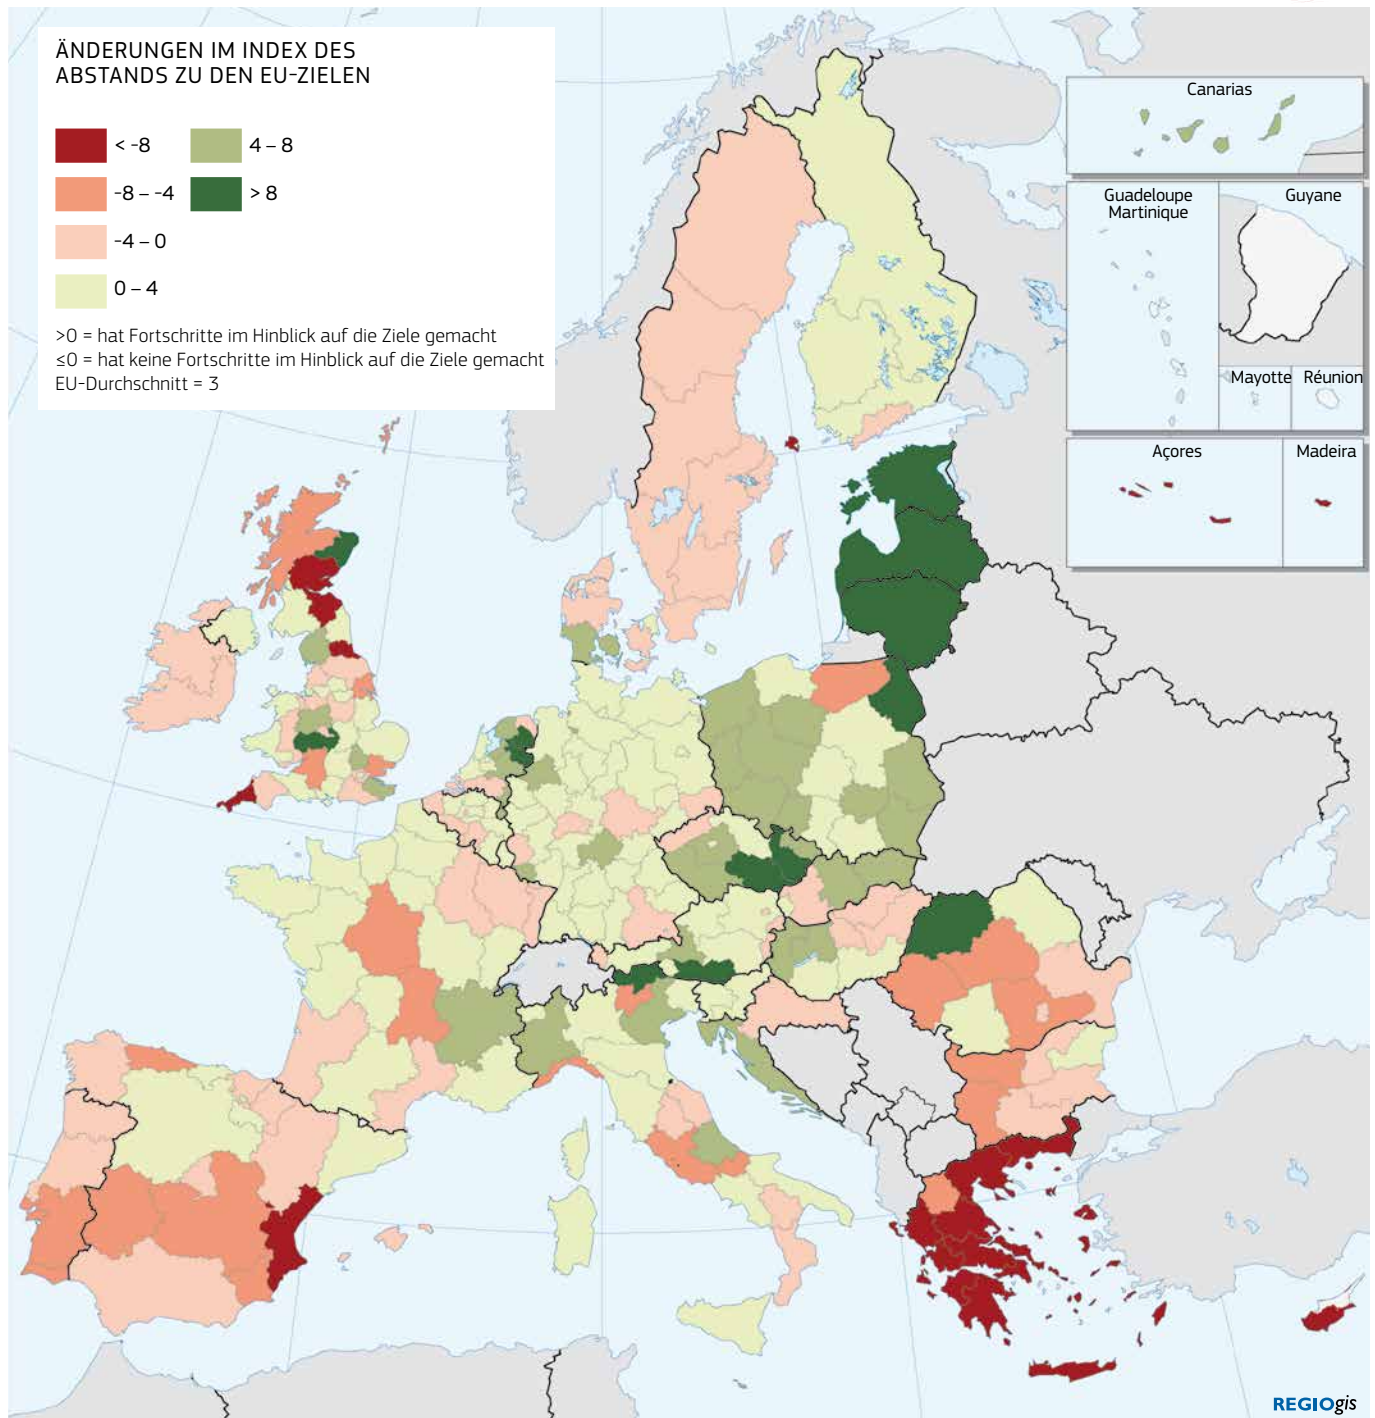 ÄNDERUNGEN IM INDEX DES
ABSTANDS ZU DEN EU-ZIELEN
< -8
4 – 8
-8 – -4
> 8
-4 – 0
0 – 4
>0 = hat Fortschritte im Hinblick auf die Ziele gemacht
≤0 = hat keine Fortschritte im Hinblick auf die Ziele gemacht
EU-Durchschnitt = 3
Canarias
Guadeloupe
Martinique
Guyane
Mayotte
Réunion
Açores
Madeira
REGIOgis